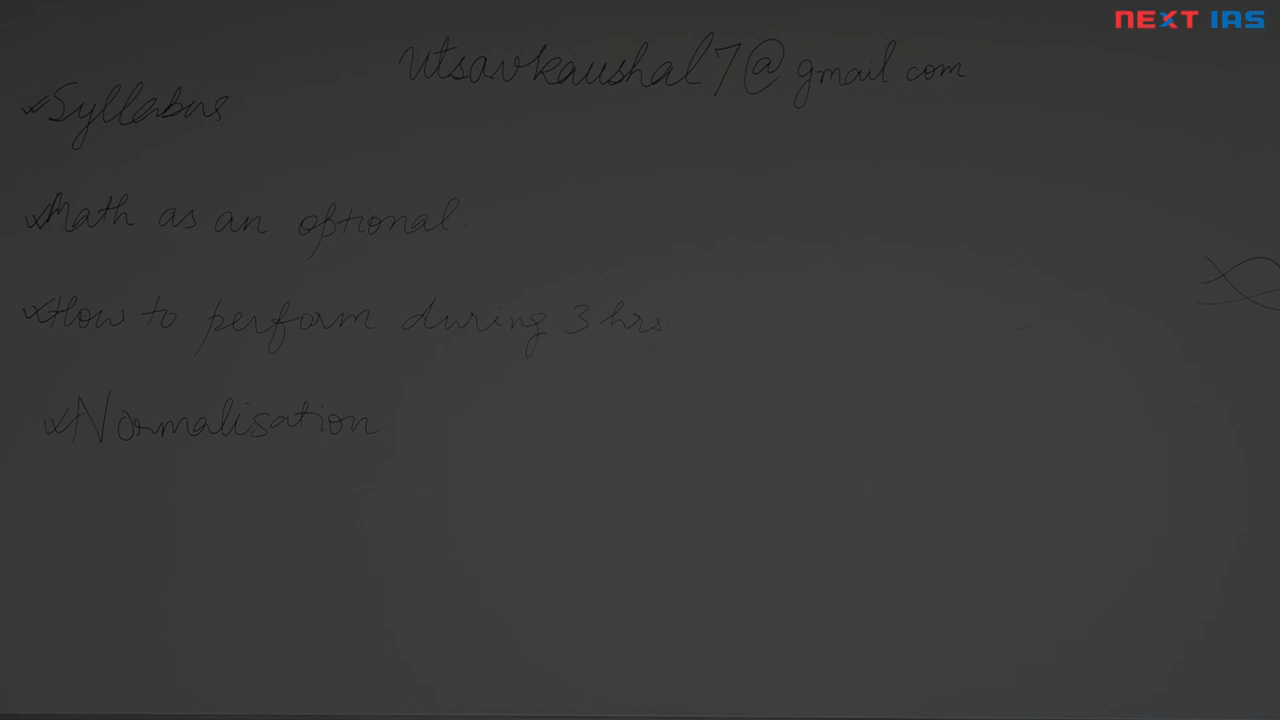 NEXT IAS
utsavkaushal7@gmail com
Syllabus
Math as an optional
How to perform during 3 hrs.
Normalisation